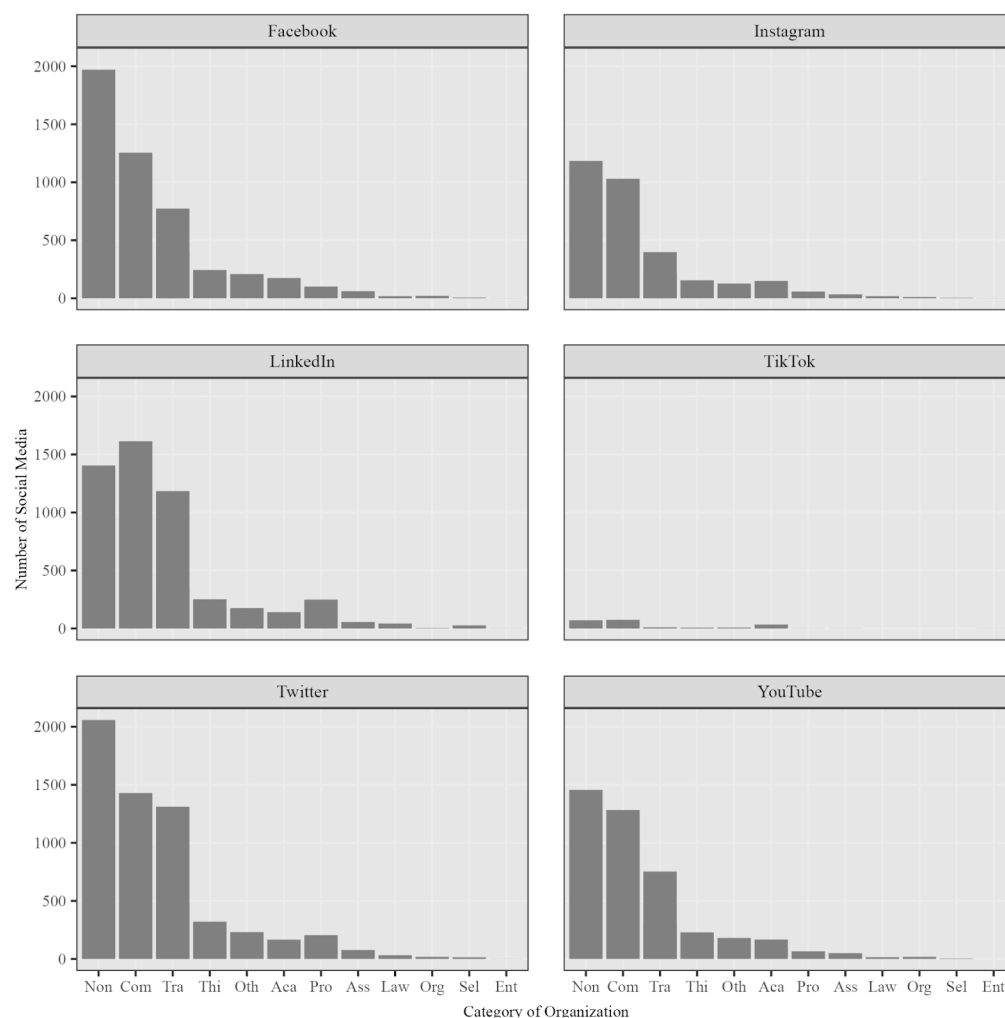 Facebook
Instagram
2000
1500
1000
500
0
LinkedIn
TikTok
2000
1500
1000
500
0
Number of Social Media
Twitter
YouTube
2000
1500
1000
500
0
Non Com Tra Thi Oth Aca Pro Ass Law Org Sel Ent
Non Com Tra Thi Oth Aca Pro Ass Law Org Sel Ent
Category of Organization